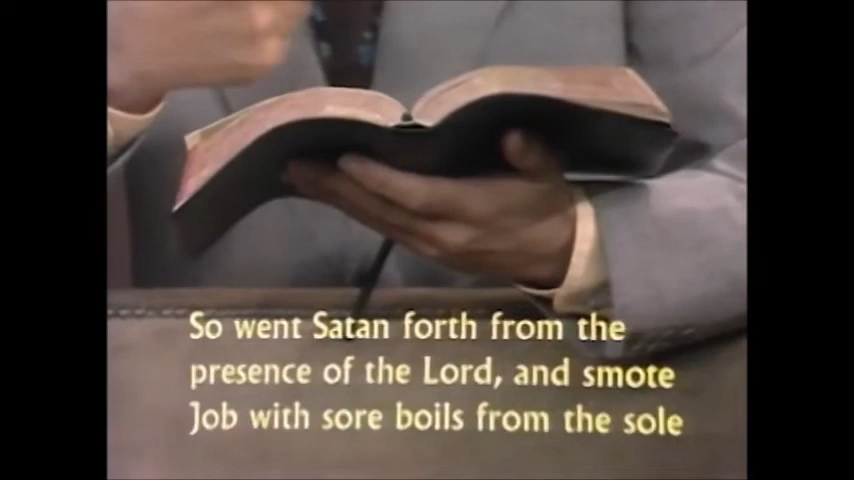 So went Satan forth from the
presence of the Lord, and smote
Job with sore boils from the sole